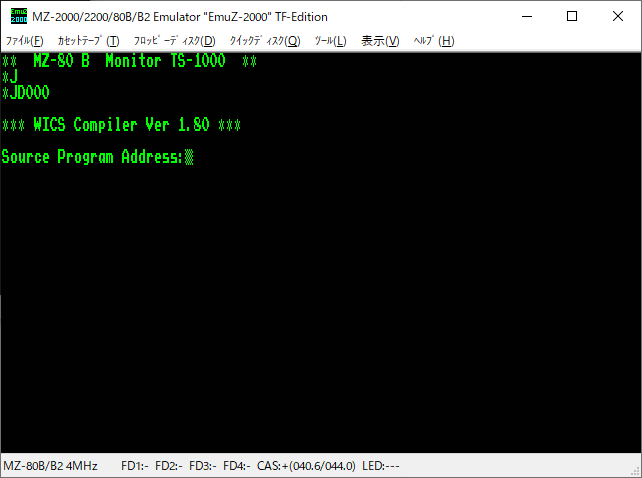 EmuZ
2000
MZ-2000/2200/80B/B2 Emulator "EmuZ-2000" TF-Edition
ﾌｧｲﾙ(F) ｶｾｯﾄﾃｰﾌﾟ(T) ﾌﾛｯﾋﾟｰﾃﾞｨｽｸ(D) ｸｲｯｸﾃﾞｨｽｸ(Q) ﾂｰﾙ(L) 表示(V) ﾍﾙﾌﾟ(H)
** MZ-80 B Monitor TS-1000 **
*J
*JD000
*** WICS Compiler Ver 1.80 ***
Source Program Address:
MZ-80B/B2 4MHz FD1:- FD2:- FD3:- FD4:- CAS:+(040.6/044.0) LED:---